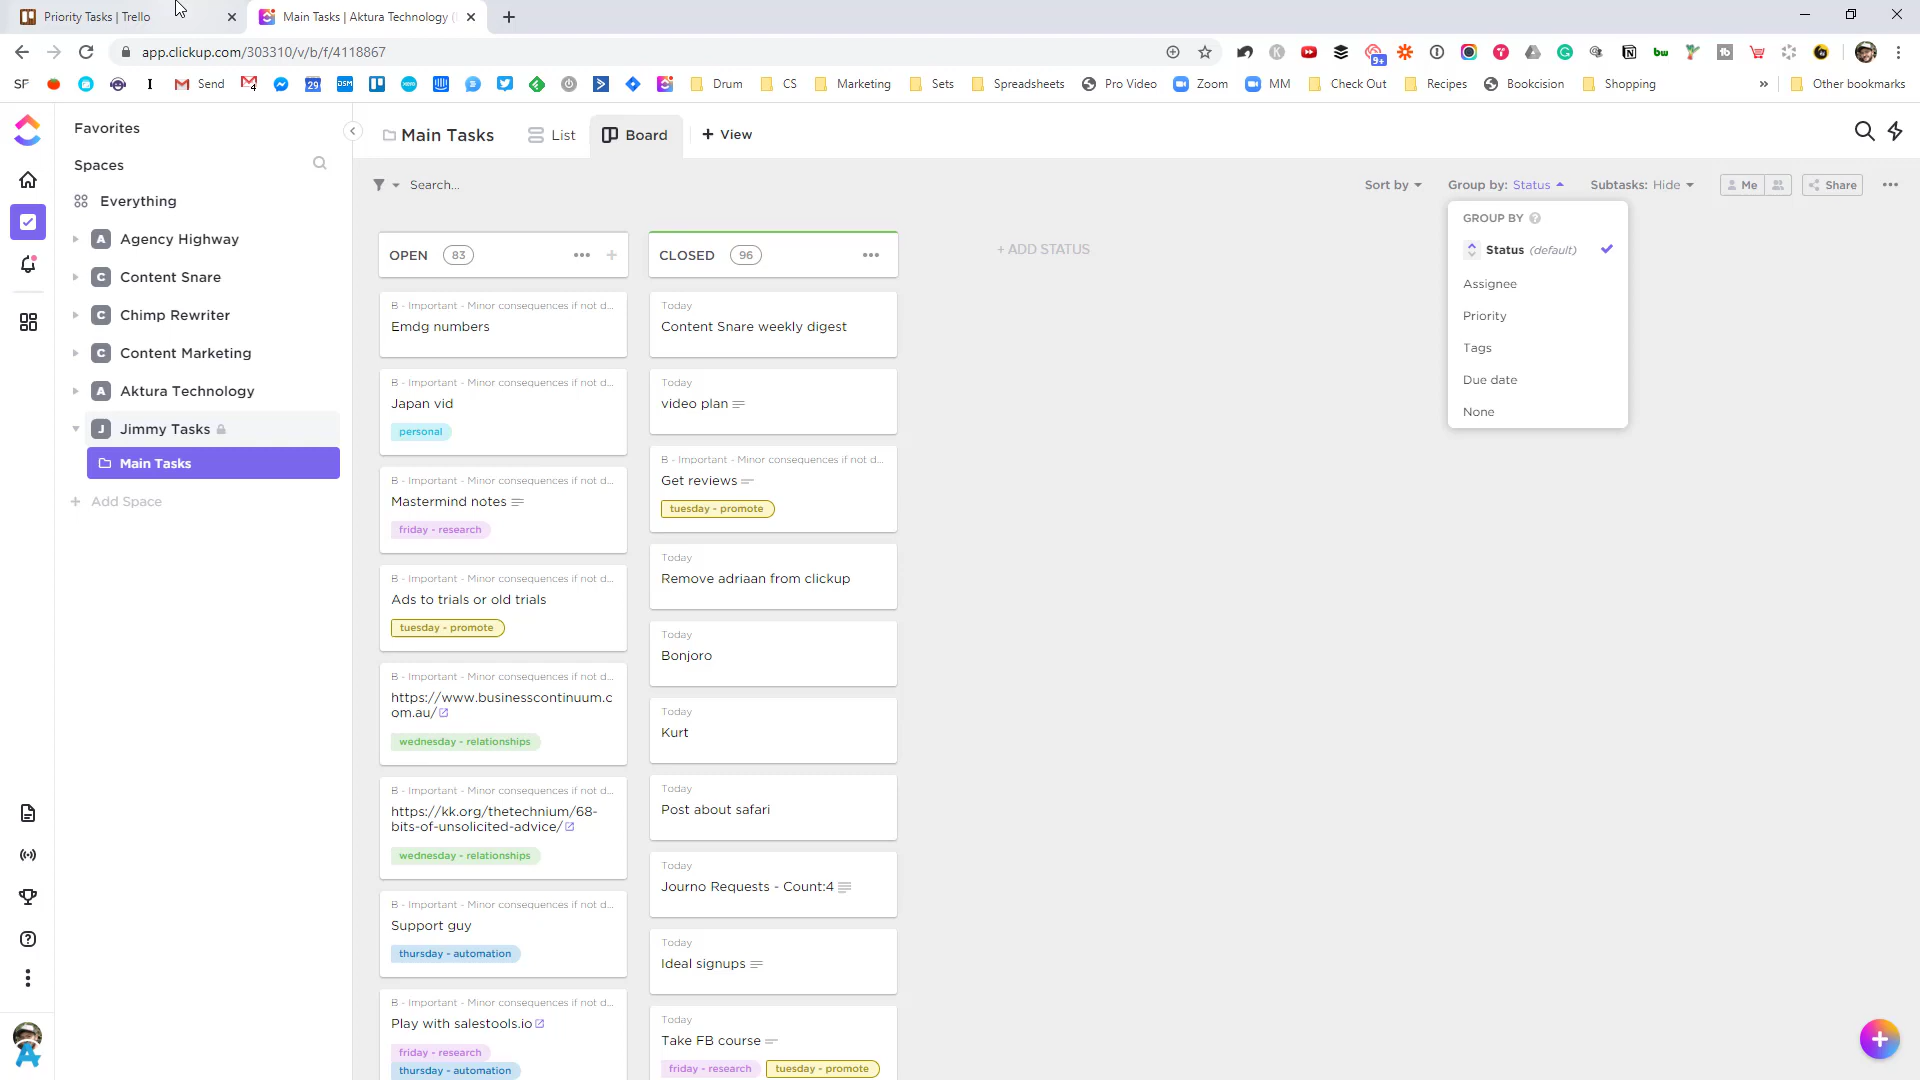 Priority Tasks | Trello
Main Tasks | Aktura Technology (
app.clickup.com/303310/v/b/f/4118867
9+
SF
Send
4
29
DSM
xero
Drum
CS
Marketing
Sets
Spreadsheets
Pro Video
Zoom
MM
Check Out
Recipes
Bookcision
Shopping
»
Other bookmarks
Favorites
Spaces
Everything
A Agency Highway
C Content Snare
C Chimp Rewriter
C Content Marketing
A Aktura Technology
J Jimmy Tasks
Main Tasks
+ Add Space
Main Tasks
List
Board
+ View
Search...
Sort by
Group by: Status
Subtasks: Hide
Me
Share
GROUP BY
Status (default)
Assignee
Priority
Tags
Due date
None
OPEN 83
B - Important - Minor consequences if not d...
Emdg numbers
B - Important - Minor consequences if not d...
Japan vid
personal
B - Important - Minor consequences if not d...
Mastermind notes
friday - research
B - Important - Minor consequences if not d...
Ads to trials or old trials
tuesday - promote
B - Important - Minor consequences if not d...
https://www.businesscontinuum.c
om.au/
wednesday - relationships
B - Important - Minor consequences if not d...
https://kk.org/thetechnium/68-
bits-of-unsolicited-advice/
wednesday - relationships
B - Important - Minor consequences if not d...
Support guy
thursday - automation
B - Important - Minor consequences if not d...
Play with salestools.io
friday - research
thursday - automation
CLOSED 96
Today
Content Snare weekly digest
Today
video plan
B - Important - Minor consequences if not d...
Get reviews
tuesday - promote
Today
Remove adriaan from clickup
Today
Bonjoro
Today
Kurt
Today
Post about safari
Today
Journo Requests - Count:4
Today
Ideal signups
Today
Take FB course
friday - research
tuesday - promote
+ ADD STATUS